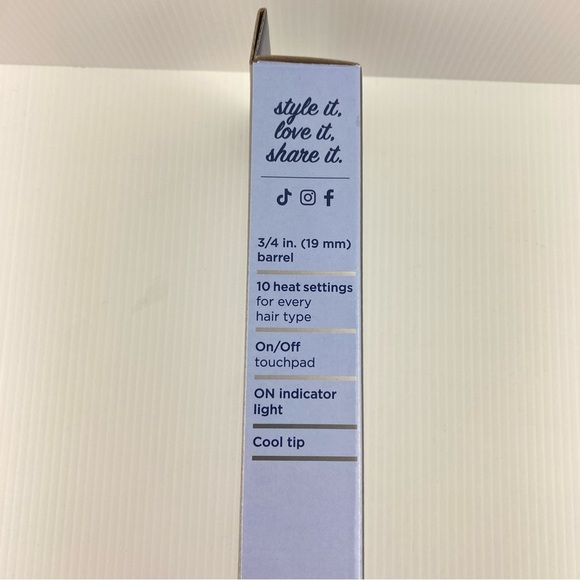 style it,
love it,
share it.
3/4 in. (19 mm)
barrel
10 heat settings
for every
hair type
On/Off
touchpad
ON indicator
light
Cool tip